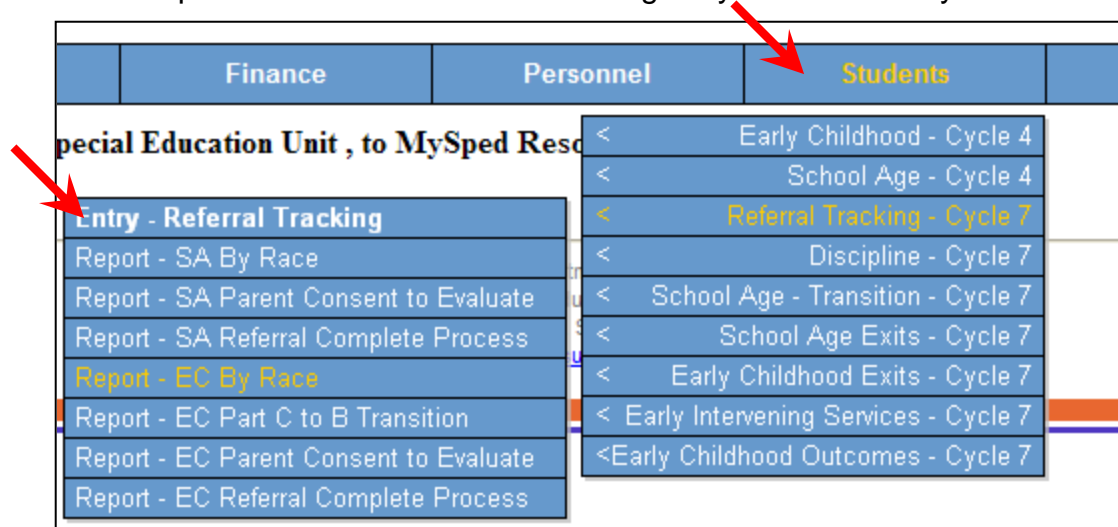 Finance Personnel Students
pecial Education Unit , to MySped Reso
< Early Childhood - Cycle 4
< School Age - Cycle 4
< Referral Tracking - Cycle 7
< Discipline - Cycle 7
< School Age - Transition - Cycle 7
< School Age Exits - Cycle 7
< Early Childhood Exits - Cycle 7
< Early Intervening Services - Cycle 7
<Early Childhood Outcomes - Cycle 7
Entry - Referral Tracking
Report - SA By Race
Report - SA Parent Consent to Evaluate
Report - SA Referral Complete Process
Report - EC By Race
Report - EC Part C to B Transition
Report - EC Parent Consent to Evaluate
Report - EC Referral Complete Process